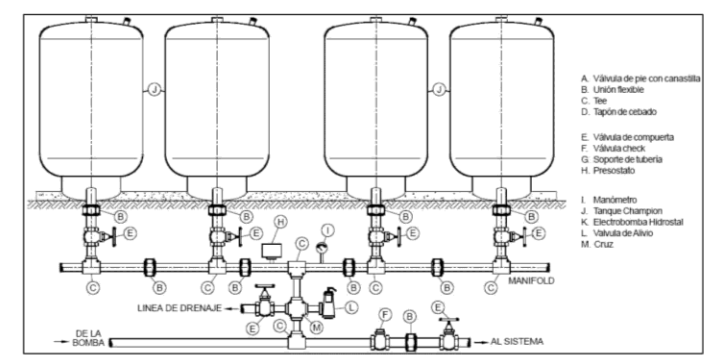 J
J
A. Válvula de pie con canastilla
B. Unión flexible
C. Tee
D. Tapón de cebado
E. Válvula de compuerta
F. Válvula check
G. Soporte de tubería
H. Presostato
I. Manómetro
J. Tanque Champion
K. Electrobomba Hidrostal
L. Valvula de Alivio
M. Cruz
B
B
B
B
E
E
E
E
H
C
I
C
B
C
B
B
C
B
C
MANIFOLD
LINEA DE DRENAJE
E
M
L
C
F
B
E
DE LA
BOMBA
AL SISTEMA